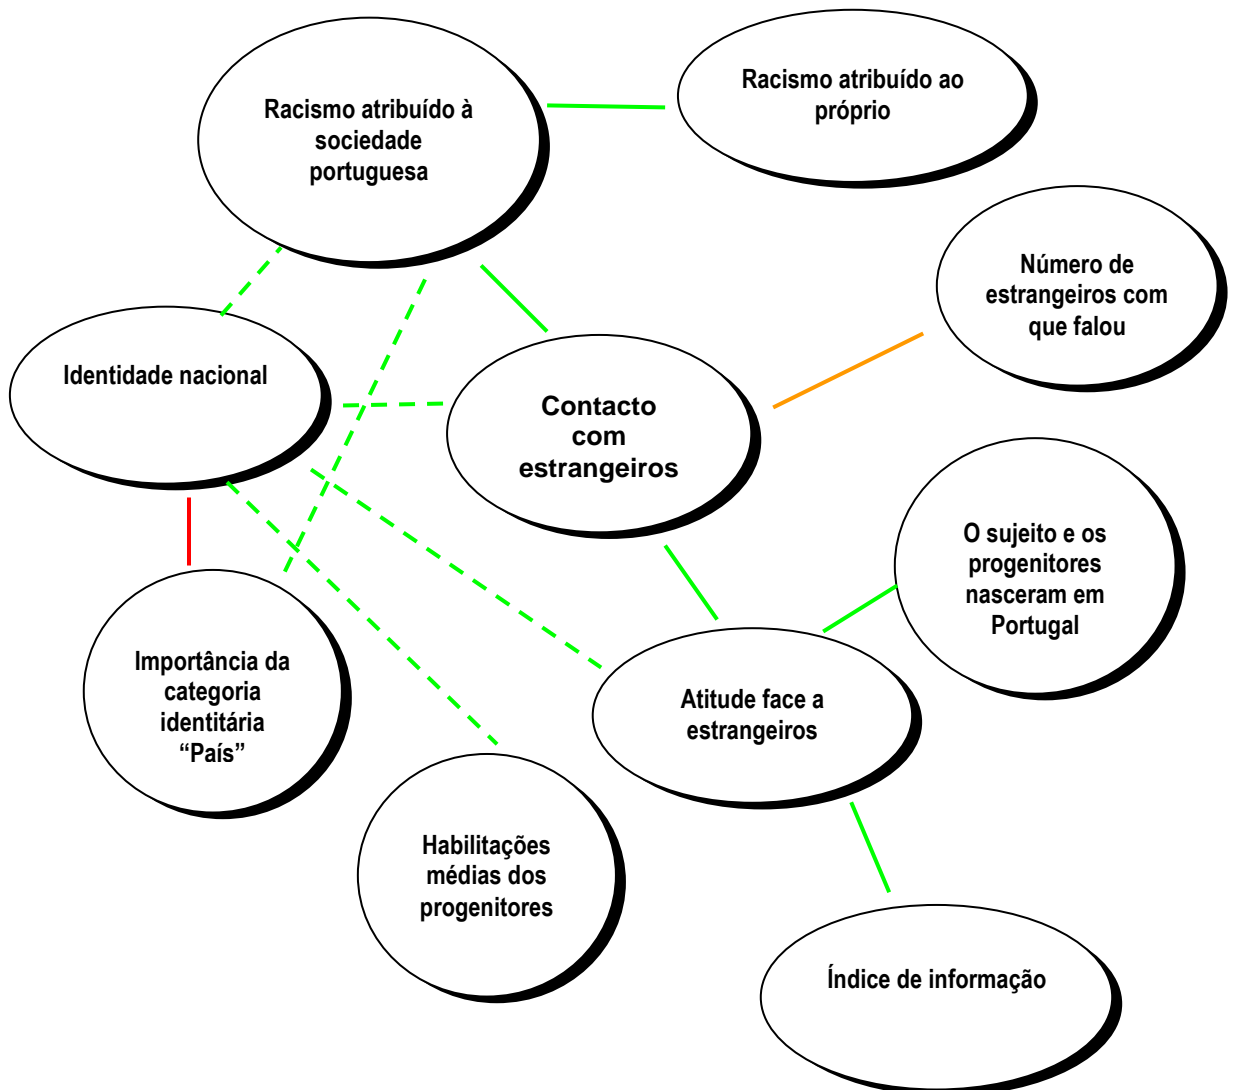 Racismo atribuído à
sociedade
portuguesa
Racismo atribuído ao
próprio
Número de
estrangeiros com
que falou
Identidade nacional
Contacto
com
estrangeiros
O sujeito e os
progenitores
nasceram em
Portugal
Importância da
categoria
identitária
“País”
Atitude face a
estrangeiros
Habilitações
médias dos
progenitores
Índice de informação